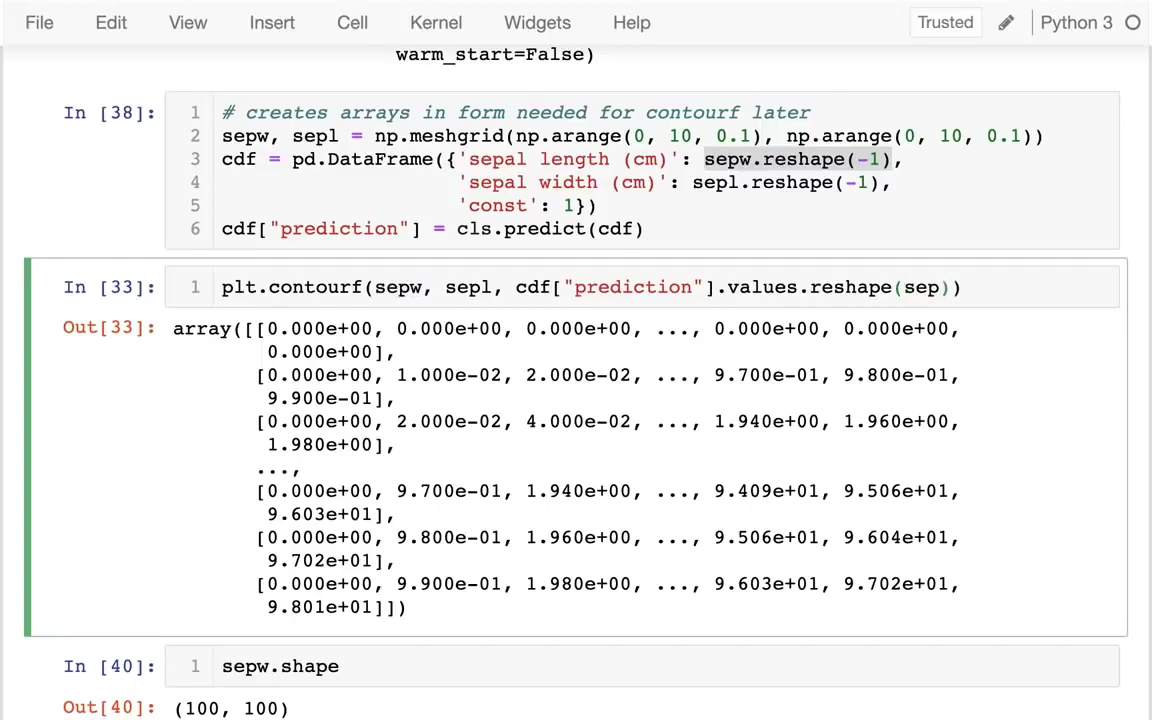 File Edit View Insert Cell Kernel Widgets Help Trusted Python 3
warm_start=False)
In [38]:
1 # creates arrays in form needed for contourf later
2 sepw, sepl = np.meshgrid(np.arange(0, 10, 0.1), np.arange(0, 10, 0.1))
3 cdf = pd.DataFrame({'sepal length (cm)': sepw.reshape(-1),
4 'sepal width (cm)': sepl.reshape(-1),
5 'const': 1})
6 cdf["prediction"] = cls.predict(cdf)
In [33]:
1 plt.contourf(sepw, sepl, cdf["prediction"].values.reshape(sep))
Out[33]: array([[0.000e+00, 0.000e+00, 0.000e+00, ..., 0.000e+00, 0.000e+00,
0.000e+00],
[0.000e+00, 1.000e-02, 2.000e-02, ..., 9.700e-01, 9.800e-01,
9.900e-01],
[0.000e+00, 2.000e-02, 4.000e-02, ..., 1.940e+00, 1.960e+00,
1.980e+00],
...,
[0.000e+00, 9.700e-01, 1.940e+00, ..., 9.409e+01, 9.506e+01,
9.603e+01],
[0.000e+00, 9.800e-01, 1.960e+00, ..., 9.506e+01, 9.604e+01,
9.702e+01],
[0.000e+00, 9.900e-01, 1.980e+00, ..., 9.603e+01, 9.702e+01,
9.801e+01]])
In [40]: 1 sepw.shape
Out[40]: (100, 100)